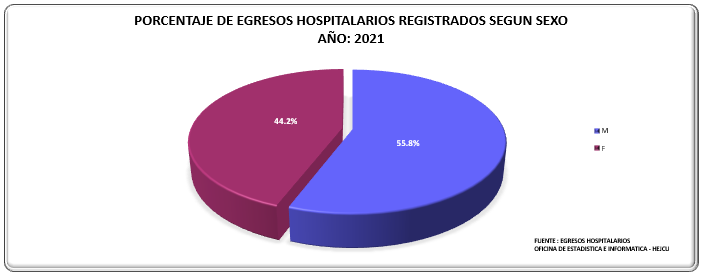 PORCENTAJE DE EGRESOS HOSPITALARIOS REGISTRADOS SEGUN SEXO
AÑO: 2021
44.2%
55.8%
M
F
FUENTE : EGRESOS HOSPITALARIOS
OFICINA DE ESTADISTICA E INFORMATICA - HEJCU